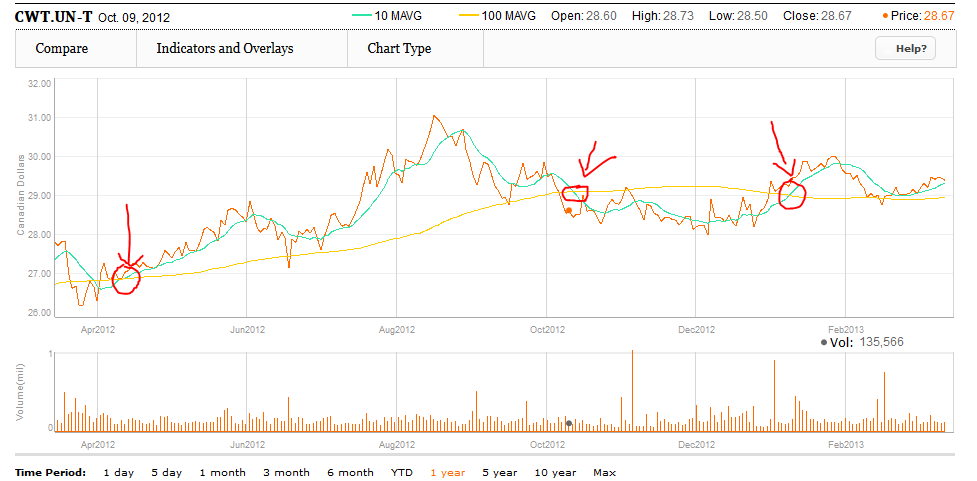 CWT.UN-T Oct. 09, 2012 10 MAVG 100 MAVG Open: 28.60 High: 28.73 Low: 28.50 Close: 28.67 Price: 28.67
Compare Indicators and Overlays Chart Type Help?
32.00
31.00
30.00
29.00
28.00
27.00
26.00
Canadian Dollars
Apr2012 Jun2012 Aug2012 Oct2012 Dec2012 Feb2013
Vol: 135,566
1
0
Volume(mil)
Apr2012 Jun2012 Aug2012 Oct2012 Dec2012 Feb2013
Time Period: 1 day 5 day 1 month 3 month 6 month YTD 1 year 5 year 10 year Max